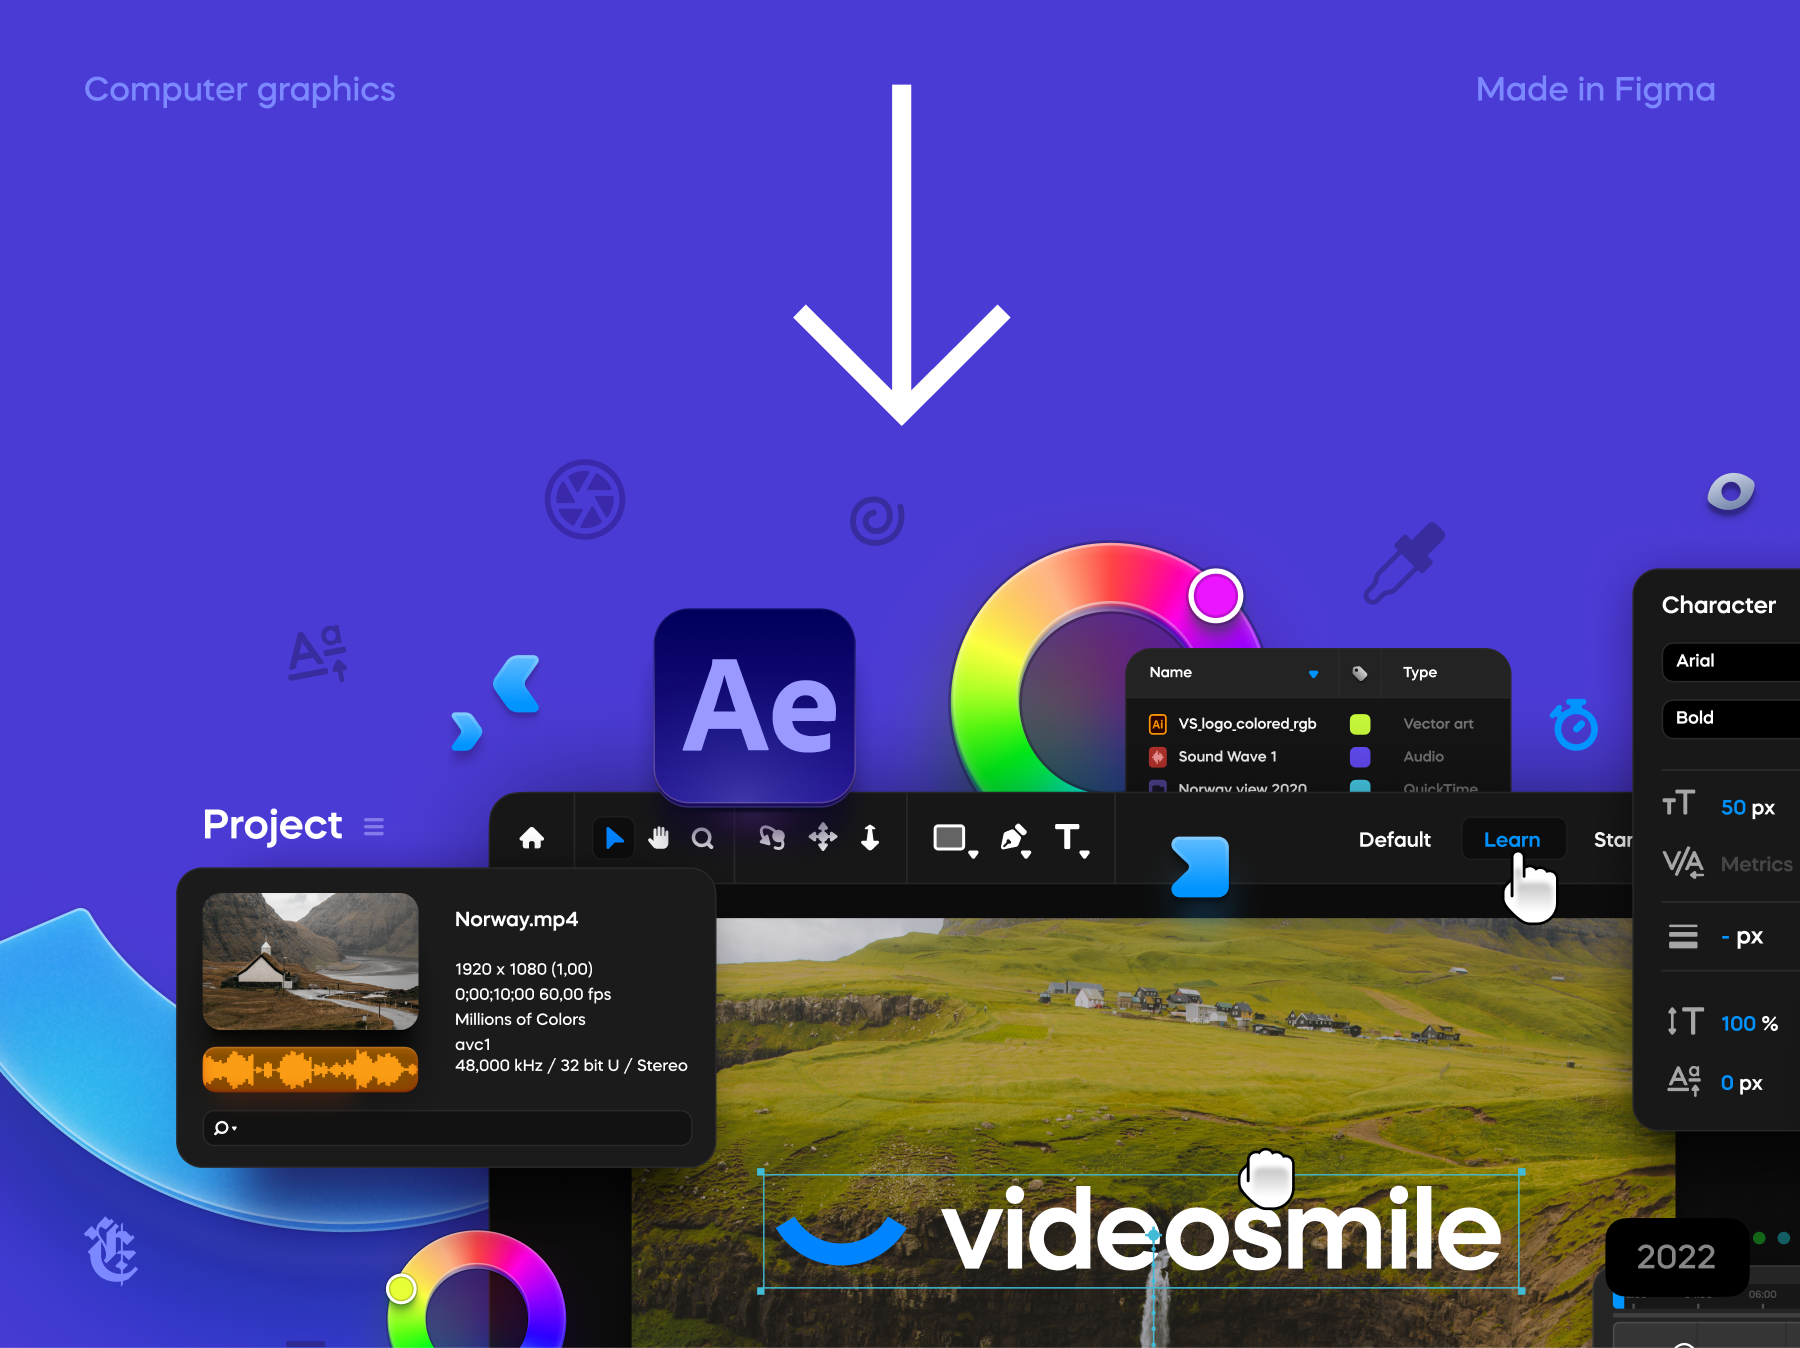 Computer graphics
Made in Figma
Ae
Character
Arial
Bold
50 px
Metrics
- px
100 %
0 px
Name
Type
VS_logo_colored_rgb
Vector art
Sound Wave 1
Audio
Norway view 2020
QuickTime
Default
Learn
Project
Norway.mp4
1920 x 1080 (1,00)
0;00;10;00 60,00 fps
Millions of Colors
avc1
48,000 kHz / 32 bit U / Stereo
videosmile
2022
06:00